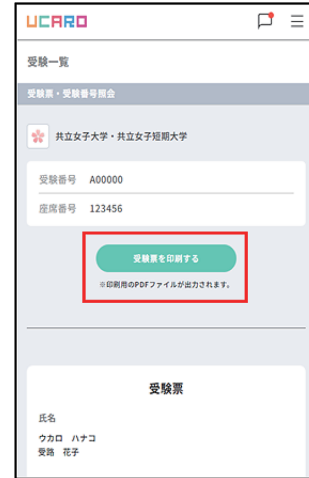 UCARO
受験一覧
受験票・受験番号照会
共立女子大学・共立女子短期大学
受験番号 A00000
座席番号 123456
受験票を印刷する
※印刷用のPDFファイルが出力されます。
受験票
氏名
ウカロ ハナコ
受路 花子